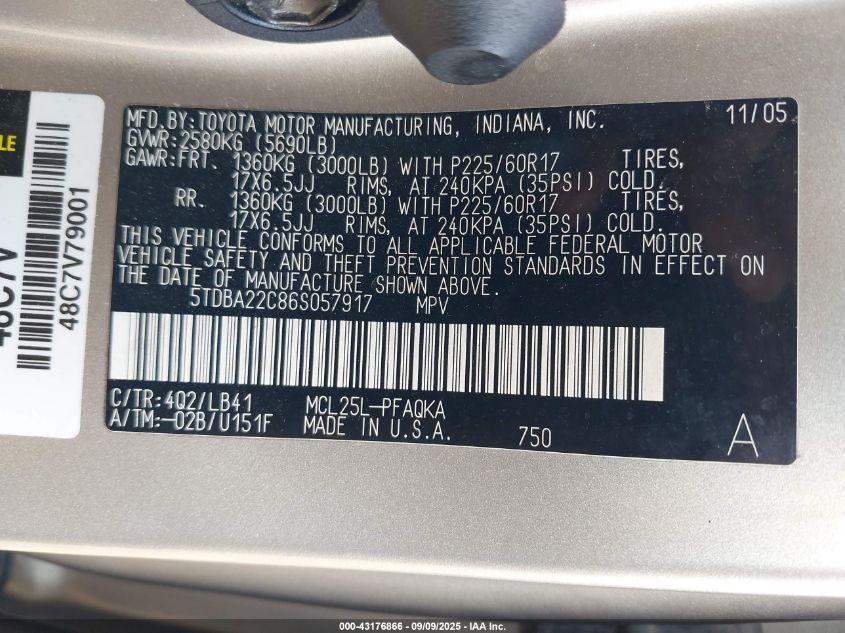 MFD.BY:TOYOTA MOTOR MANUFACTURING, INDIANA, INC. 11/05
GVWR:2580KG (5690LB)
GAWR:FRT. 1360KG (3000LB) WITH P225/60R17 TIRES,
17X6.5JJ RIMS, AT 240KPA (35PSI) COLD.
RR. 1360KG (3000LB) WITH P225/60R17 TIRES,
17X6.5JJ RIMS, AT 240KPA (35PSI) COLD.
THIS VEHICLE CONFORMS TO ALL APPLICABLE FEDERAL MOTOR
VEHICLE SAFETY AND THEFT PREVENTION STANDARDS IN EFFECT ON
THE DATE OF MANUFACTURE SHOWN ABOVE.
5TDBA22C86S057917 MPV
C/TR:4Q2/LB41 MCL25L-PFAQKA
A/TM:-02B/U151F MADE IN U.S.A. 750 A
48C7V79001
000-43176866 - 09/09/2025 - IAA Inc.